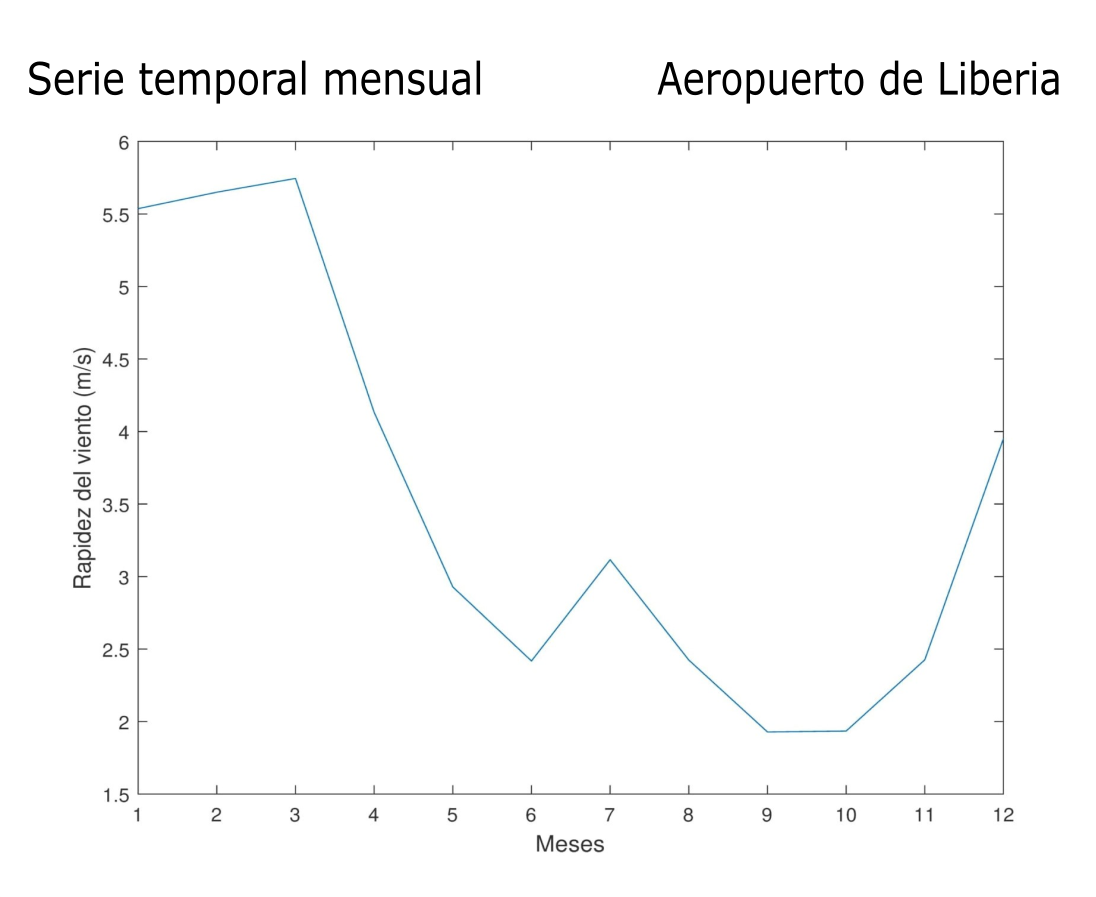 Serie temporal mensual
Aeropuerto de Liberia
6
5.5
5
4.5
4
3.5
3
2.5
2
1.5
Rapidez del viento (m/s)
1 2 3 4 5 6 7 8 9 10 11 12
Meses